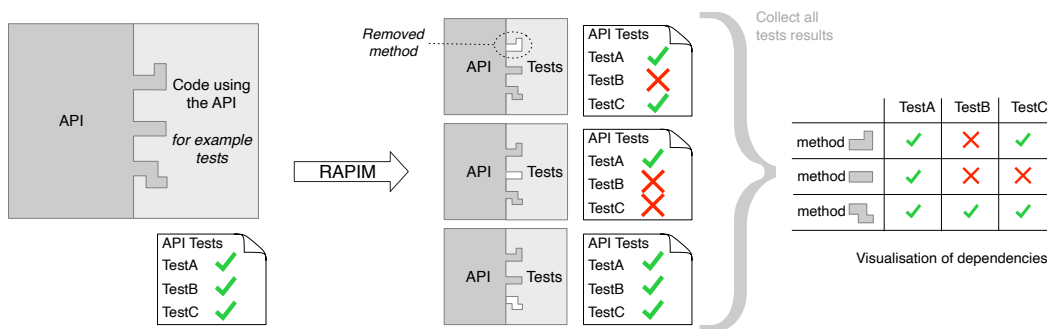 API
Code using
the API
for example
tests
API Tests
TestA
TestB
TestC
RAPIM
Removed
method
API
Tests
API Tests
TestA
TestB
TestC
API
Tests
API Tests
TestA
TestB
TestC
API
Tests
API Tests
TestA
TestB
TestC
Collect all
tests results
TestA TestB TestC
method
method
method
Visualisation of dependencies